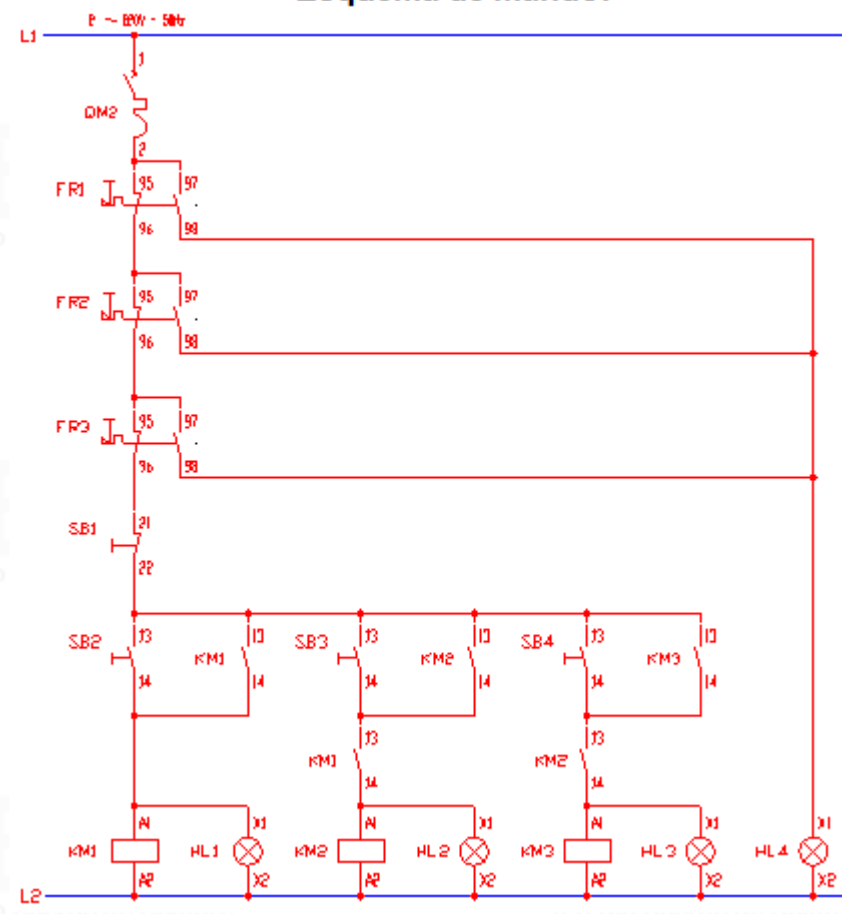 Esquema de mando:
L1
1
QM2
2
FR1 95 97
96 98
FR2 95 97
96 98
FR3 95 97
96 98
SB1 21
22
SB2 13 KM1 13 SB3 13 KM2 13 SB4 13 KM3 13
14 14 14 14 14 14
KM1 13 KM2 13
14 14
A1 X1 A1 X1 A1 X1 X1
KM1 HL1 KM2 HL2 KM3 HL3 HL4
A2 X2 A2 X2 A2 X2 X2
L2